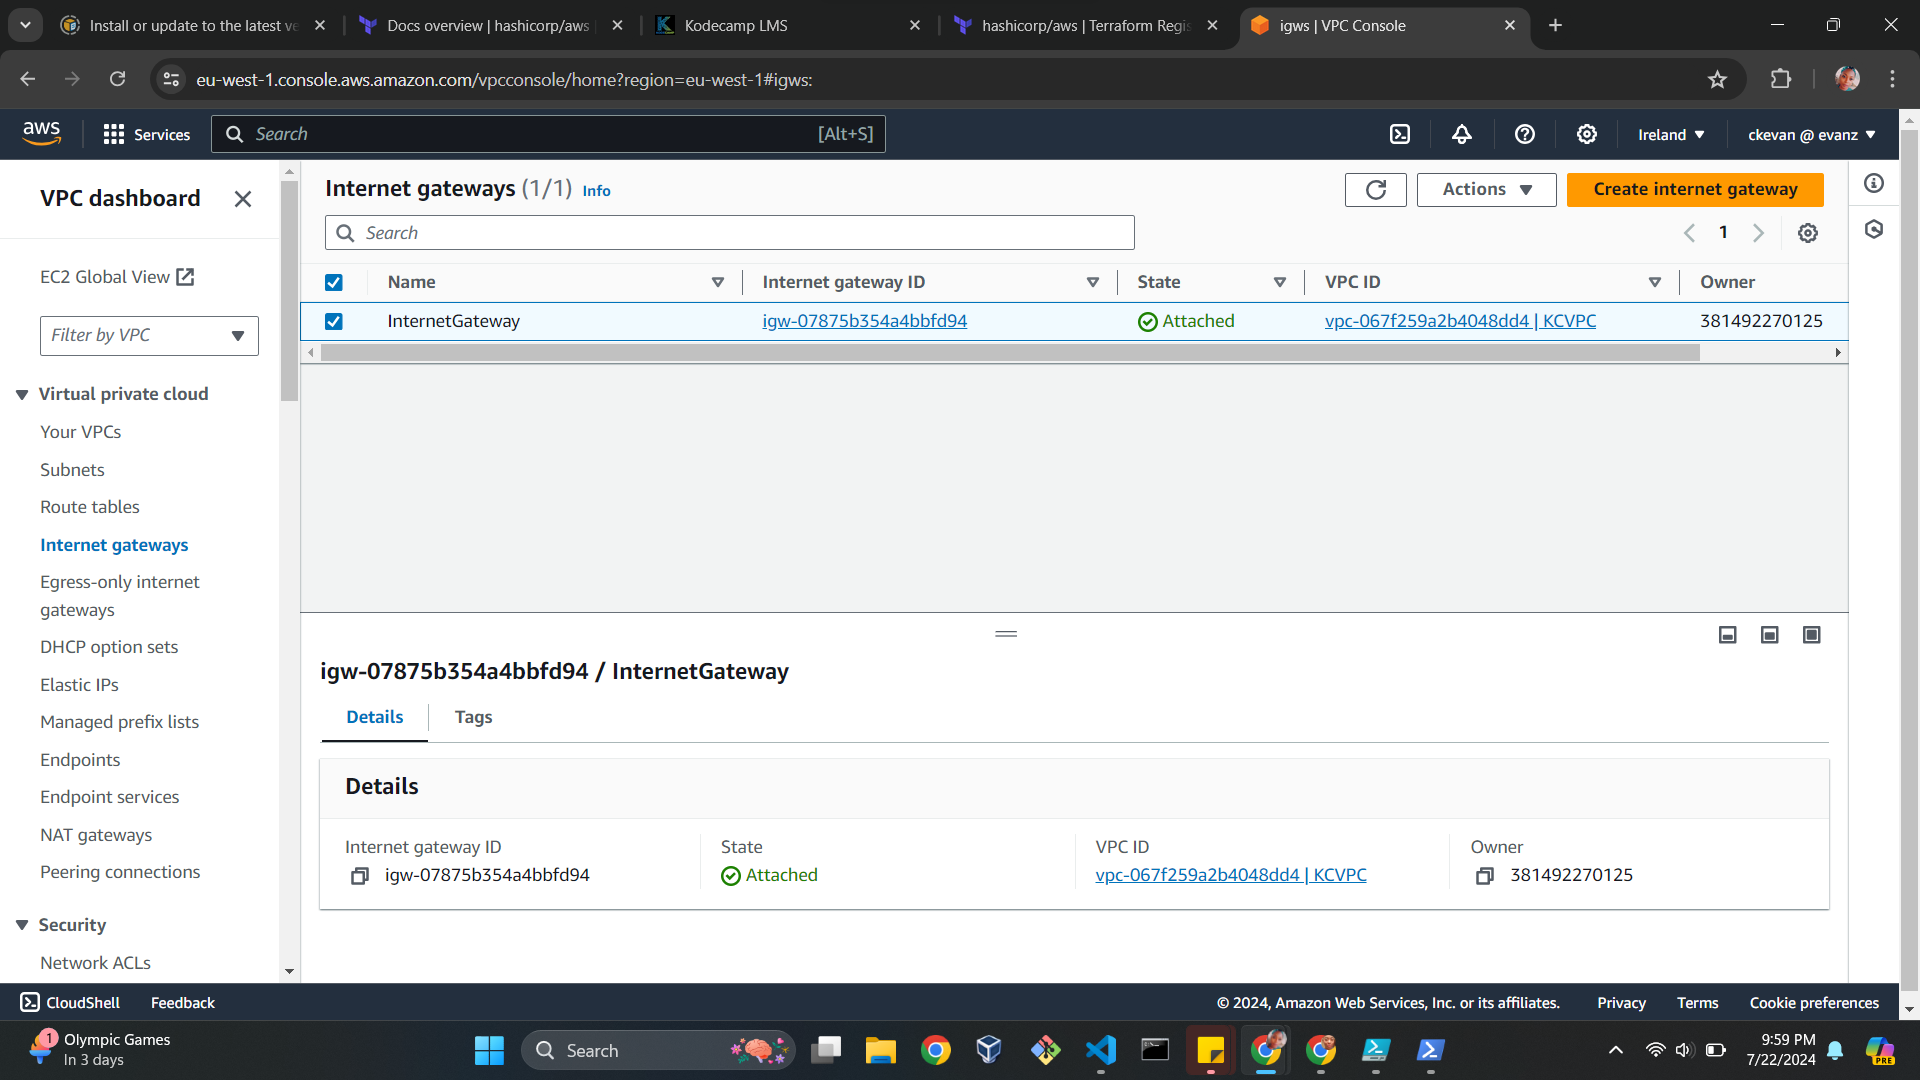 Install or update to the latest ve
Docs overview | hashicorp/aws
Kodecamp LMS
hashicorp/aws | Terraform Regis
igws | VPC Console
eu-west-1.console.aws.amazon.com/vpcconsole/home?region=eu-west-1#igws:
aws
Services
Search
[Alt+S]
Ireland
ckevan @ evanz
VPC dashboard
EC2 Global View
Filter by VPC
Virtual private cloud
Your VPCs
Subnets
Route tables
Internet gateways
Egress-only internet
gateways
DHCP option sets
Elastic IPs
Managed prefix lists
Endpoints
Endpoint services
NAT gateways
Peering connections
Security
Network ACLs
Internet gateways (1/1) Info
Actions
Create internet gateway
Search
1
Name Internet gateway ID State VPC ID Owner
InternetGateway igw-07875b354a4bbfd94 Attached vpc-067f259a2b4048dd4 | KCVPC 381492270125
igw-07875b354a4bbfd94 / InternetGateway
Details
Tags
Details
Internet gateway ID
igw-07875b354a4bbfd94
State
Attached
VPC ID
vpc-067f259a2b4048dd4 | KCVPC
Owner
381492270125
CloudShell
Feedback
© 2024, Amazon Web Services, Inc. or its affiliates.
Privacy
Terms
Cookie preferences
1
Olympic Games
In 3 days
Search
9:59 PM
7/22/2024
PRE